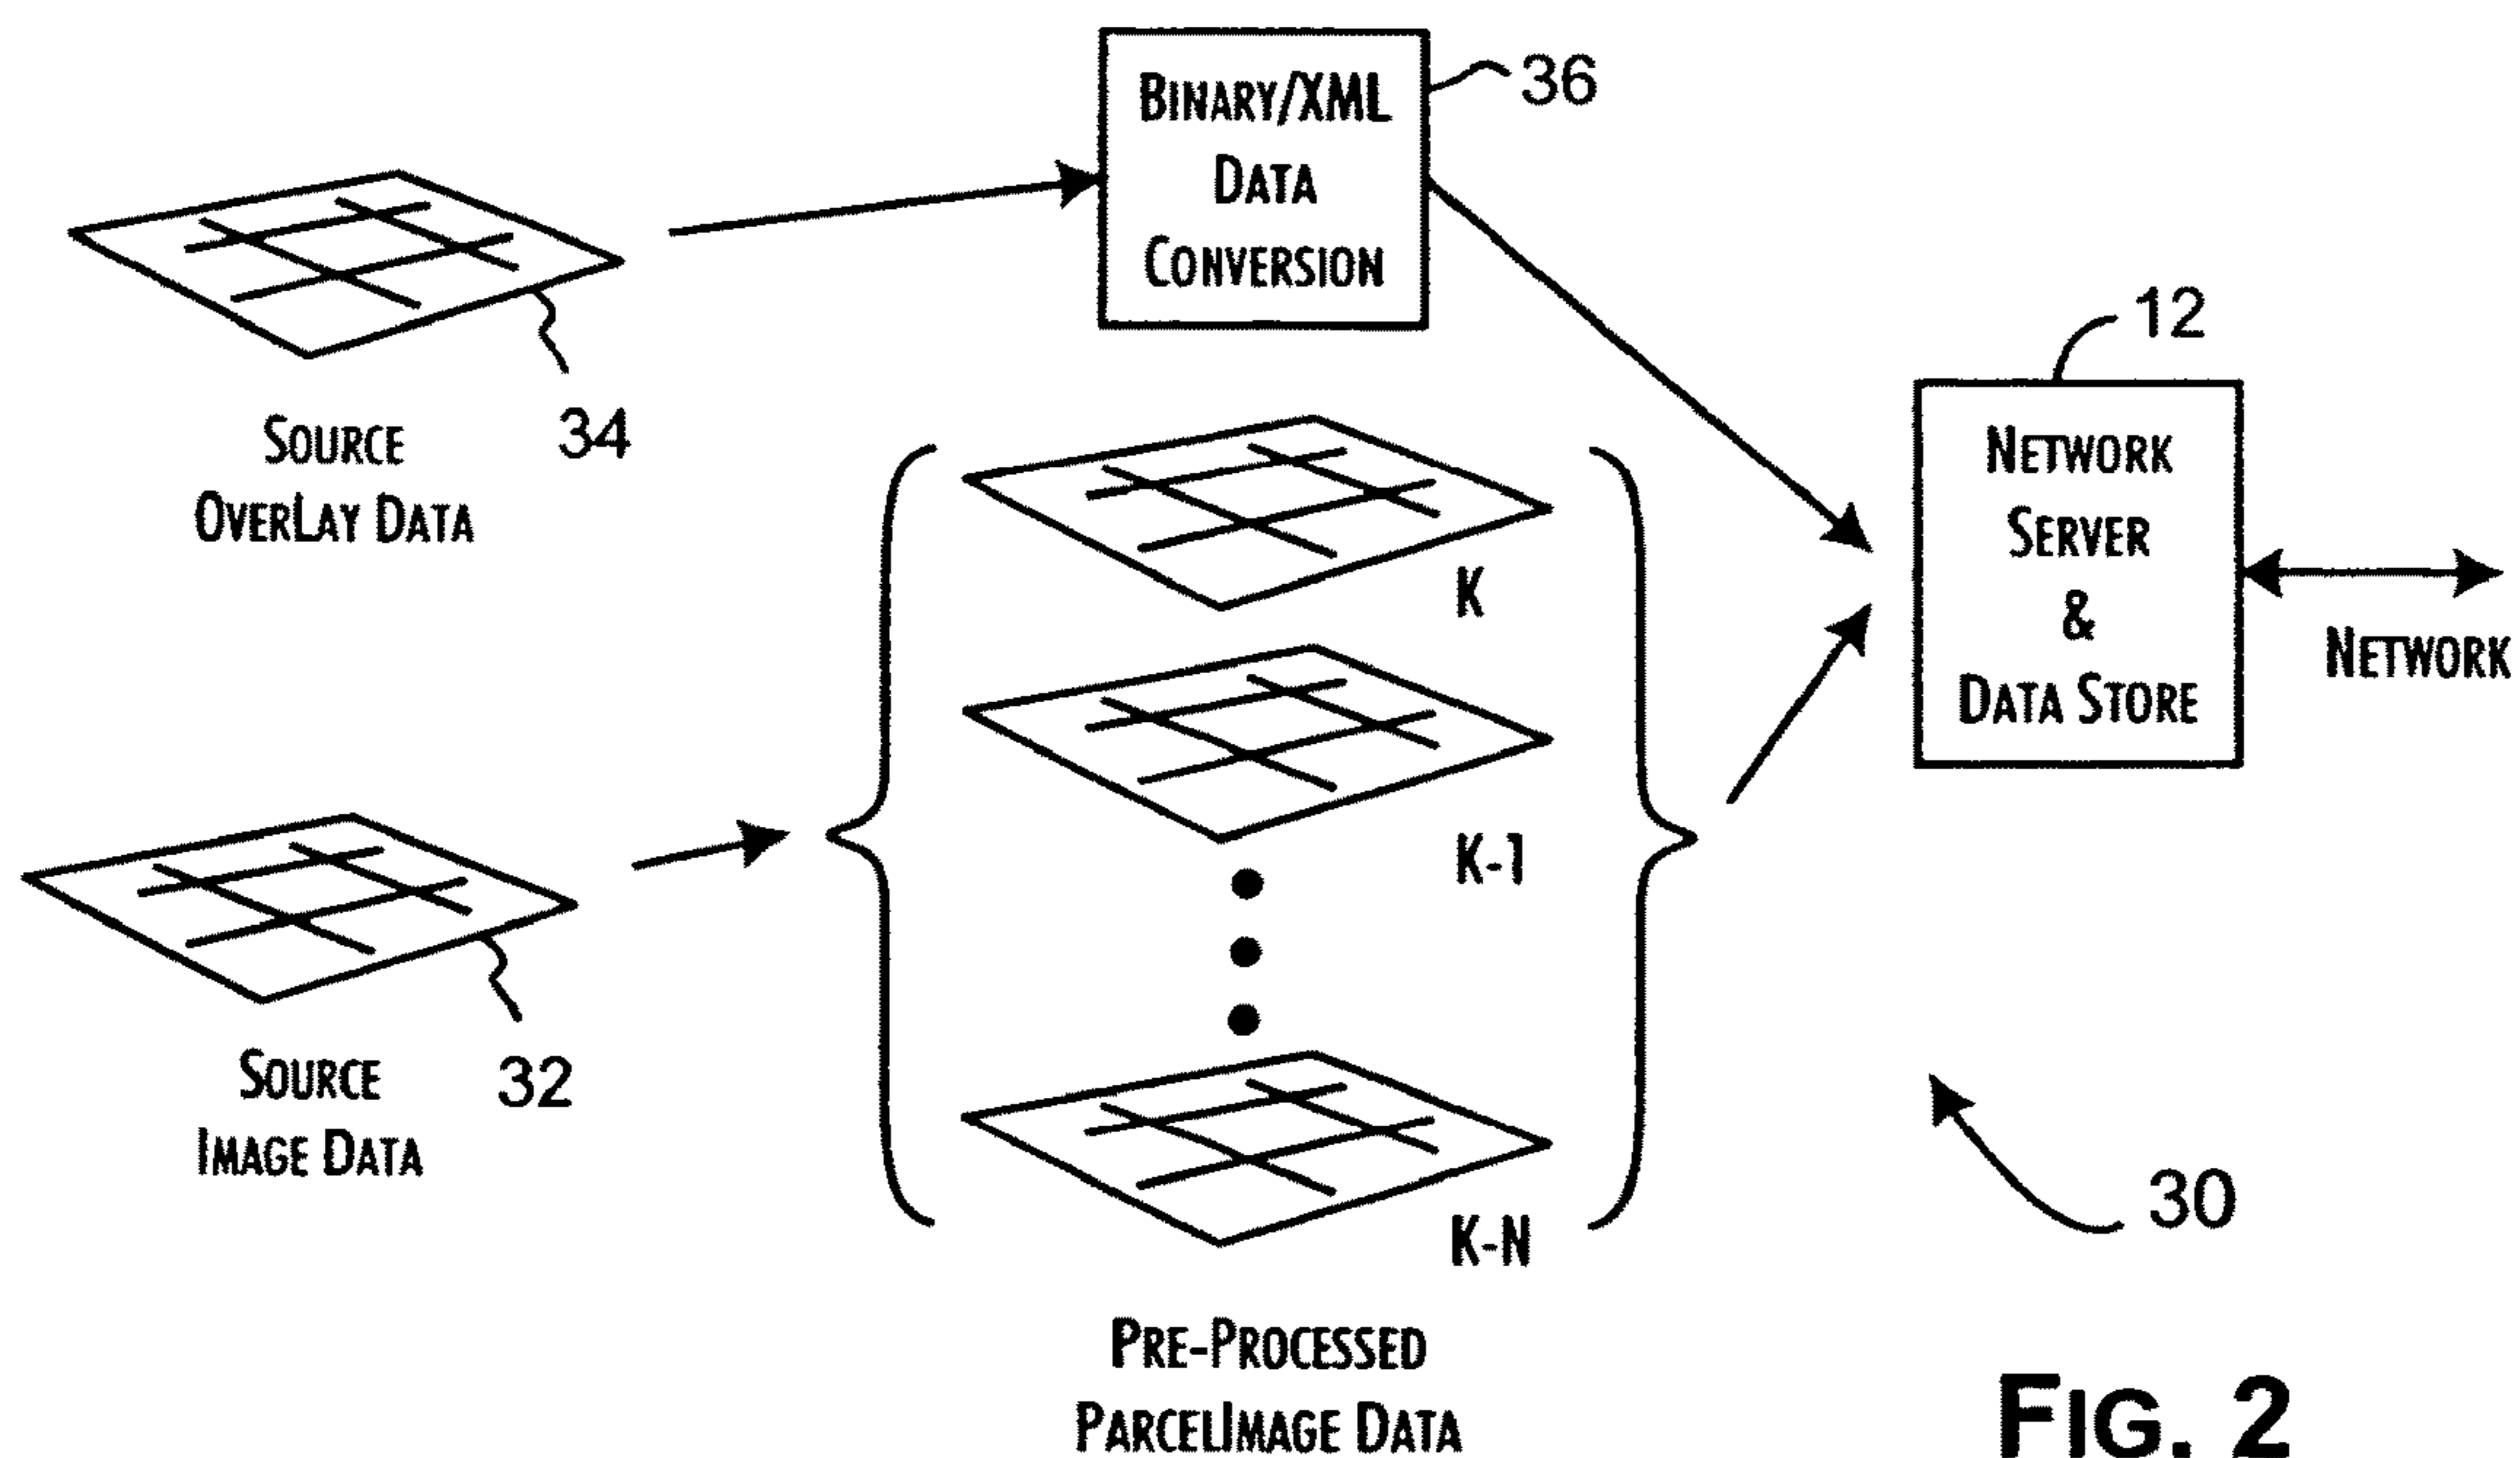 BINARY/XML
DATA
CONVERSION
36
SOURCE
OVERLAY DATA
34
12
NETWORK
SERVER
&
DATA STORE
NETWORK
K
K-1
K-N
SOURCE
IMAGE DATA
32
30
PRE-PROCESSED
PARCELIMAGE DATA
FIG. 2